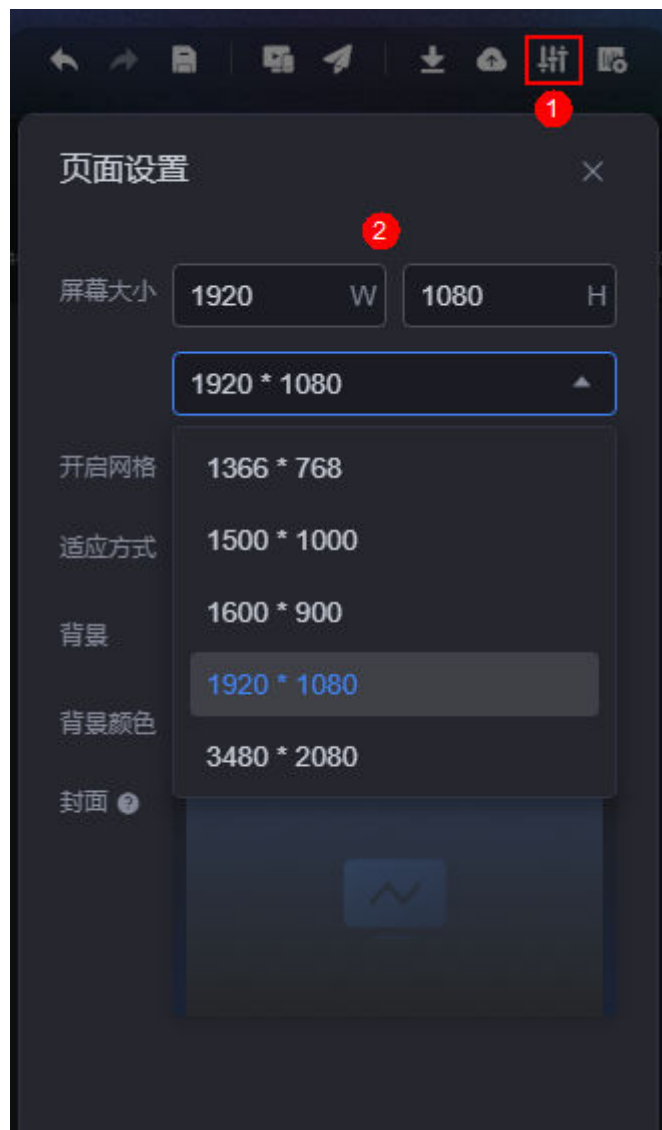 1
页面设置
2
屏幕大小 1920 W 1080 H
1920 * 1080
开启网格 1366 * 768
适应方式 1500 * 1000
背景 1600 * 900
1920 * 1080
背景颜色
3480 * 2080
封面 ?